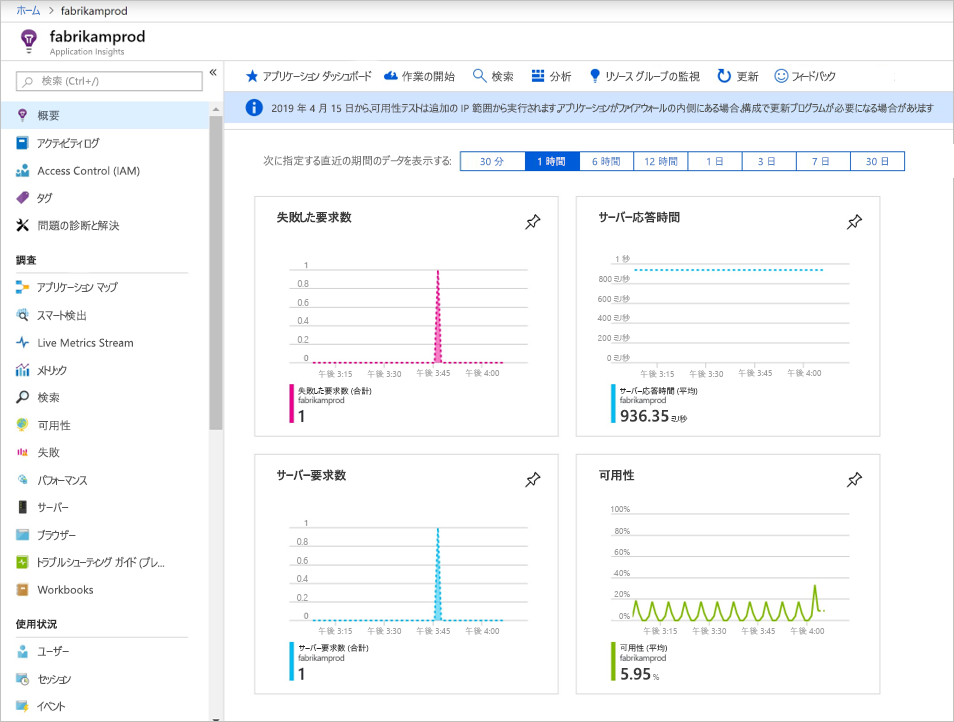 ホーム > fabrikamprod
fabrikamprod
Application Insights
検索 (Ctrl+/)
«
概要
アクティビティ ログ
Access Control (IAM)
タグ
問題の診断と解決
調査
アプリケーション マップ
スマート検出
Live Metrics Stream
メトリック
検索
可用性
失敗
パフォーマンス
サーバー
ブラウザー
トラブルシューティング ガイド (プレ...
Workbooks
使用状況
ユーザー
セッション
イベント
アプリケーション ダッシュボード 作業の開始 検索 分析 リソース グループの監視 更新 フィードバック
2019 年 4 月 15 日から,可用性テストは追加の IP 範囲から実行されます。アプリケーションがファイアウォールの内側にある場合,構成で更新プログラムが必要になる場合があります
次に指定する直近の期間のデータを表示する: 30 分 1 時間 6 時間 12 時間 1 日 3 日 7 日 30 日
失敗した要求数
1
0.8
0.6
0.4
0.2
0
午後 3:15 午後 3:30 午後 3:45 午後 4:00
失敗した要求数 (合計)
fabrikamprod
1
サーバー応答時間
1 秒
800 ミリ秒
600 ミリ秒
400 ミリ秒
200 ミリ秒
0 ミリ秒
午後 3:15 午後 3:30 午後 3:45 午後 4:00
サーバー応答時間 (平均)
fabrikamprod
936.35 ミリ秒
サーバー要求数
1
0.8
0.6
0.4
0.2
0
午後 3:15 午後 3:30 午後 3:45 午後 4:00
サーバー要求数 (合計)
fabrikamprod
1
可用性
100%
80%
60%
40%
20%
0%
午後 3:15 午後 3:30 午後 3:45 午後 4:00
可用性 (平均)
fabrikamprod
5.95 %